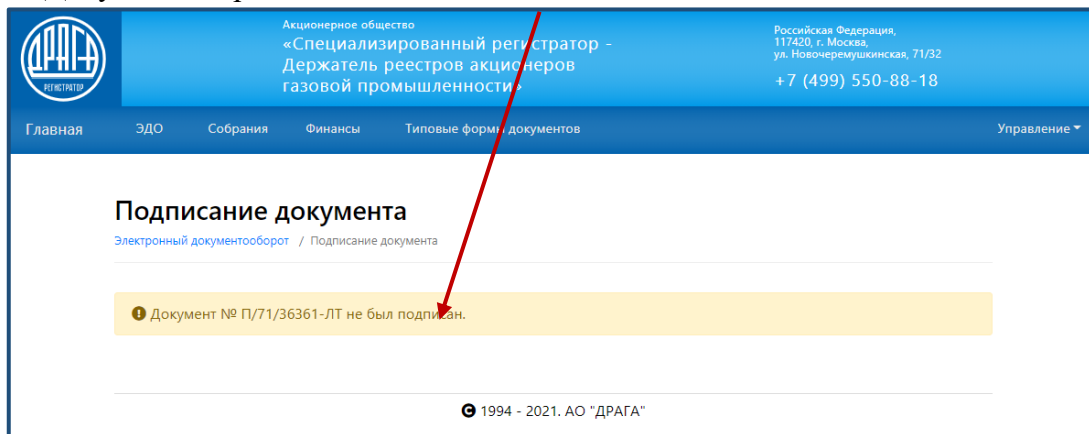 Акционерное общество
«Специализированный регистратор -
Держатель реестров акционеров
газовой промышленности»
Российская Федерация,
117420, г. Москва,
ул. Новочеремушкинская, 71/32
+7 (499) 550-88-18
ДРАГА
РЕГИСТРАТОР
Главная ЭДО Собрания Финансы Типовые формы документов Управление
Подписание документа
Электронный документооборот / Подписание документа
Документ № П/71/36361-ЛТ не был подписан.
1994 - 2021. АО "ДРАГА"